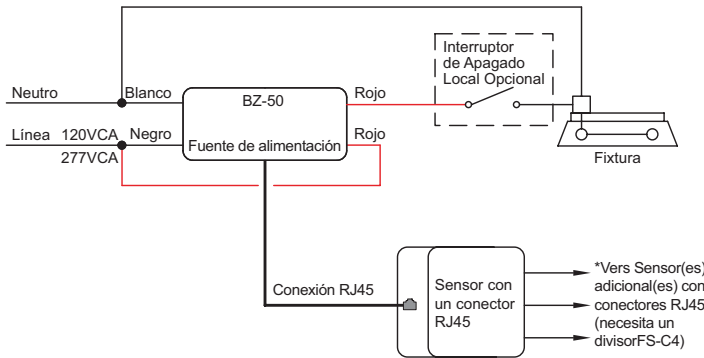 Interruptor
de Apagado
Local Opcional
Neutro
Blanco
BZ-50
Rojo
Línea
120VCA
Negro
Rojo
277VCA
Fuente de alimentación
Fixtura
Conexión RJ45
Sensor con
un conector
RJ45
*Vers Sensor(es)
adicional(es) con
conectores RJ45
(necesita un
divisorFS-C4)